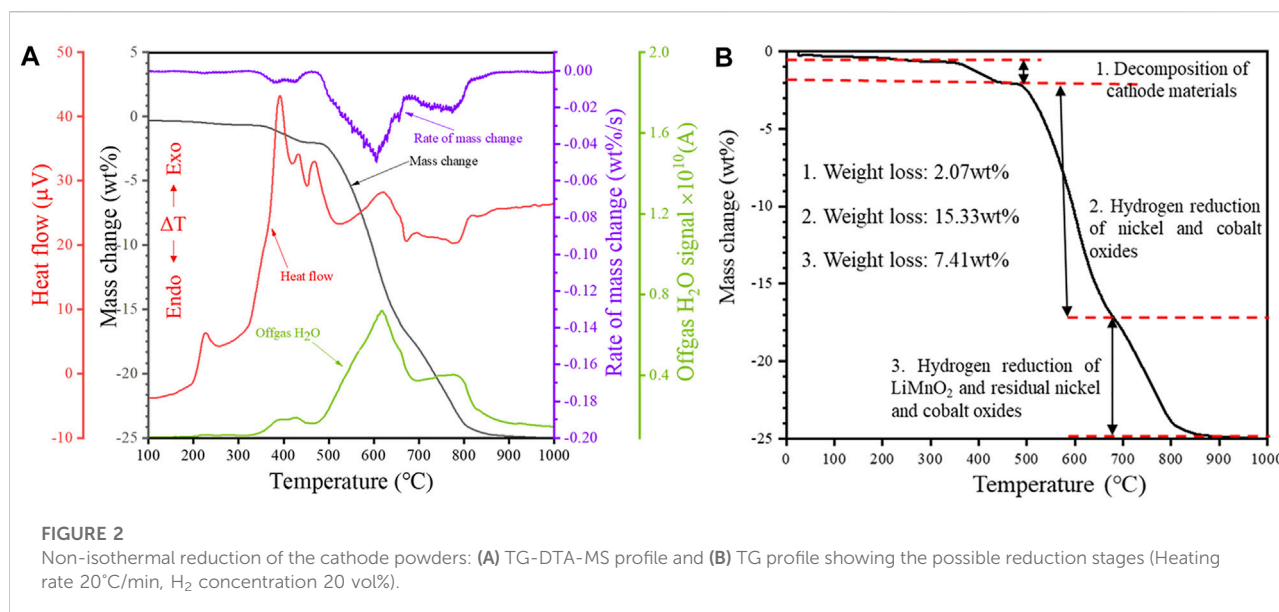 A
50
40
30
20
10
0
-10
Heat flow (μV)
Endo ← ΔT → Exo
5
0
-5
-10
-15
-20
-25
Mass change (wt%)
Rate of mass change
Mass change
Heat flow
Offgas H₂O
100 200 300 400 500 600 700 800 900 1000
Temperature (℃)
0.00
-0.02
-0.04
-0.06
-0.08
-0.10
-0.12
-0.13
-0.14
-0.16
-0.18
-0.20
Rate of mass change (wt%/s)
2.0
1.6
1.2
0.8
0.4
Offgas H₂O signal ×10¹⁰(A)
B
0
-5
-10
-15
-20
-25
Mass change (wt%)
1. Decomposition of
cathode materials
1. Weight loss: 2.07wt%
2. Weight loss: 15.33wt%
3. Weight loss: 7.41wt%
2. Hydrogen reduction
of nickel and cobalt
oxides
3. Hydrogen reduction of
LiMnO₂ and residual nickel
and cobalt oxides
0 100 200 300 400 500 600 700 800 900 1000
Temperature (℃)
FIGURE 2
Non-isothermal reduction of the cathode powders: (A) TG-DTA-MS profile and (B) TG profile showing the possible reduction stages (Heating
rate 20°C/min, H₂ concentration 20 vol%).